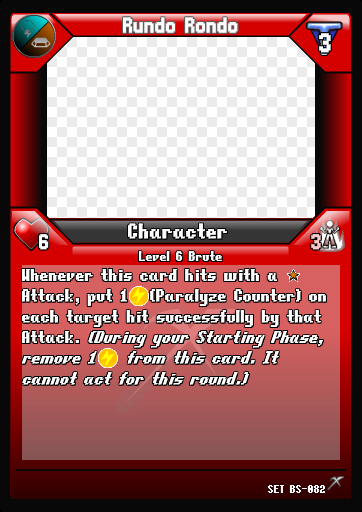 Rundo Rondo
3
Character
6
3
Level 6 Brute
Whenever this card hits with a
Attack, put 1 (Paralyze Counter) on
each target hit successfully by that
Attack. (During your Starting Phase,
remove 1 from this card. It
cannot act for this round.)
SET BS-082